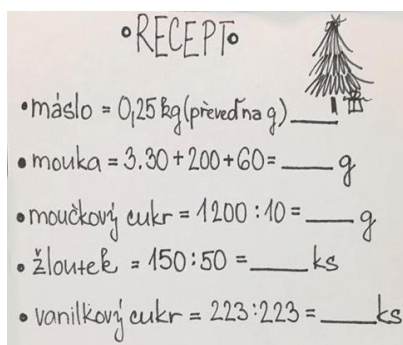 •RECEPT•
•máslo = 0,25 kg (převeď na g) ____
•mouka = 3.30+200+60= ____ g
•moučkový cukr = 1200:10= ____ g
•žloutek = 150:50 = ____ ks
•vanilkový cukr = 223:223 = ____ ks